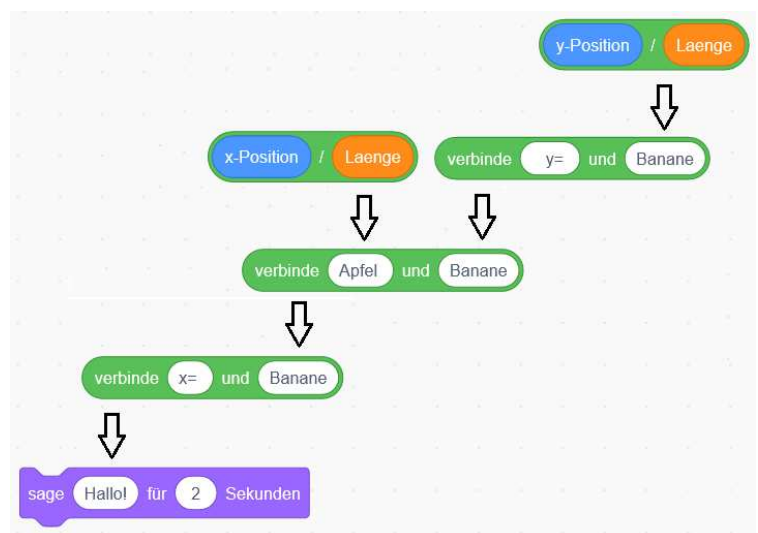 y-Position / Laenge
x-Position / Laenge
verbinde y= und Banane
verbinde Apfel und Banane
verbinde x= und Banane
sage Hallo! für 2 Sekunden